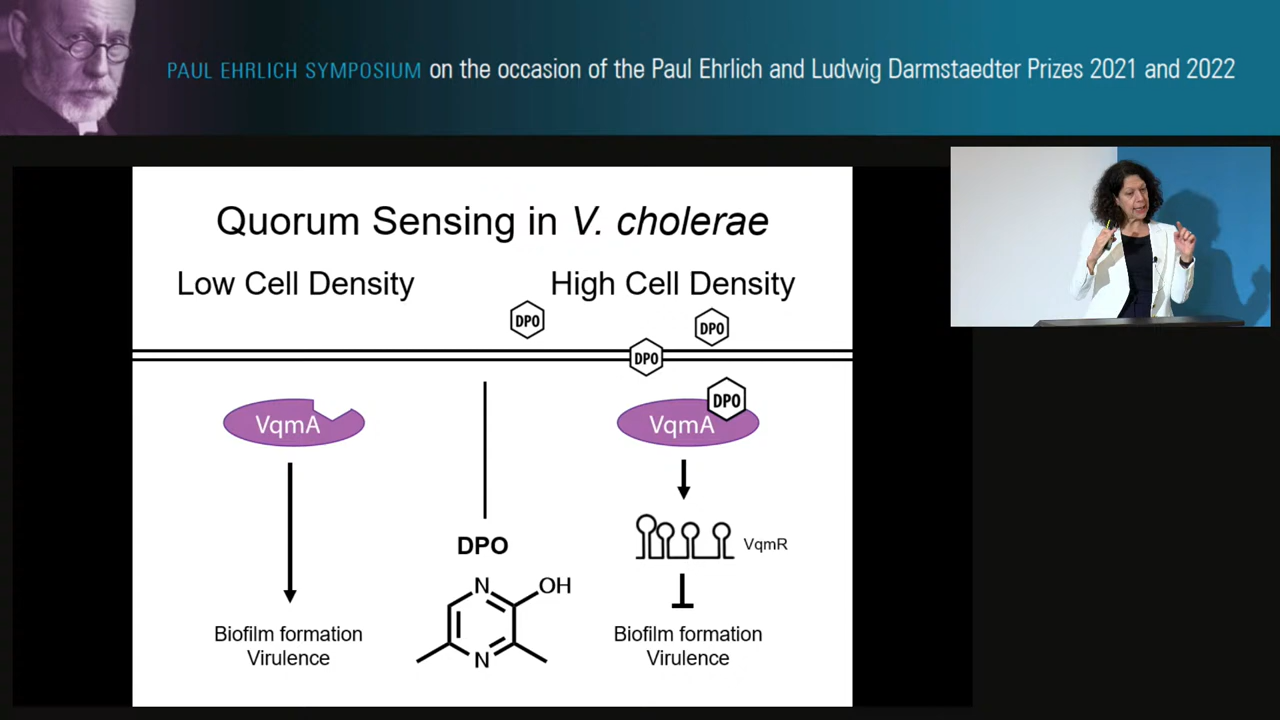 PAUL EHRLICH SYMPOSIUM on the occasion of the Paul Ehrlich and Ludwig Darmstaedter Prizes 2021 and 2022
Quorum Sensing in V. cholerae
Low Cell Density
High Cell Density
DPO
DPO
DPO
DPO
VqmA
VqmA
VqmR
DPO
N
OH
N
Biofilm formation
Virulence
Biofilm formation
Virulence